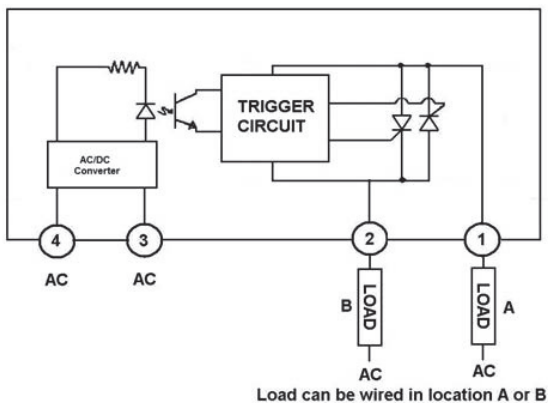 TRIGGER
CIRCUIT
AC/DC
Converter
4
3
2
1
AC
AC
B
LOAD
LOAD
A
AC
AC
Load can be wired in location A or B